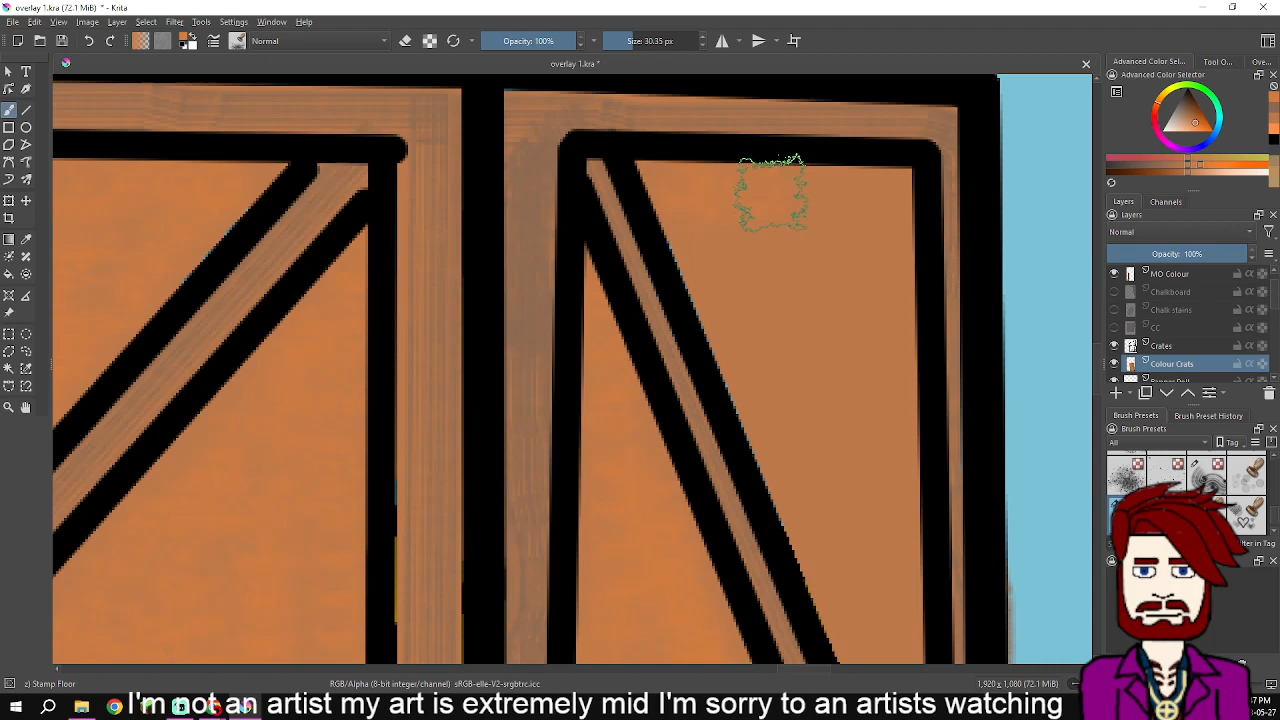 overlay 1.kra (72.1 MiB) * - Krita
File Edit View Image Layer Select Filter Tools Settings Window Help
Normal Opacity: 100% Size: 30.35 px
overlay 1.kra *
Advanced Color Sel... Tool O... Ove...
Advanced Color Selector
Layers Channels
Layers
Normal
Opacity: 100%
MO Colour
Chalkboard
Chalk stains
CC
Crates
Colour Crats
Brush Presets Brush Preset History
Brush Presets
All Tag
ilter in Tag
z) Stamp Floor RGB/Alpha (8-bit integer/channel) sRGB-elle-V2-srgbtrc.icc 1,920 x 1,080 (72.1 MiB)
I'm not an artist my art is extremely mid I'm sorry to an artists watching